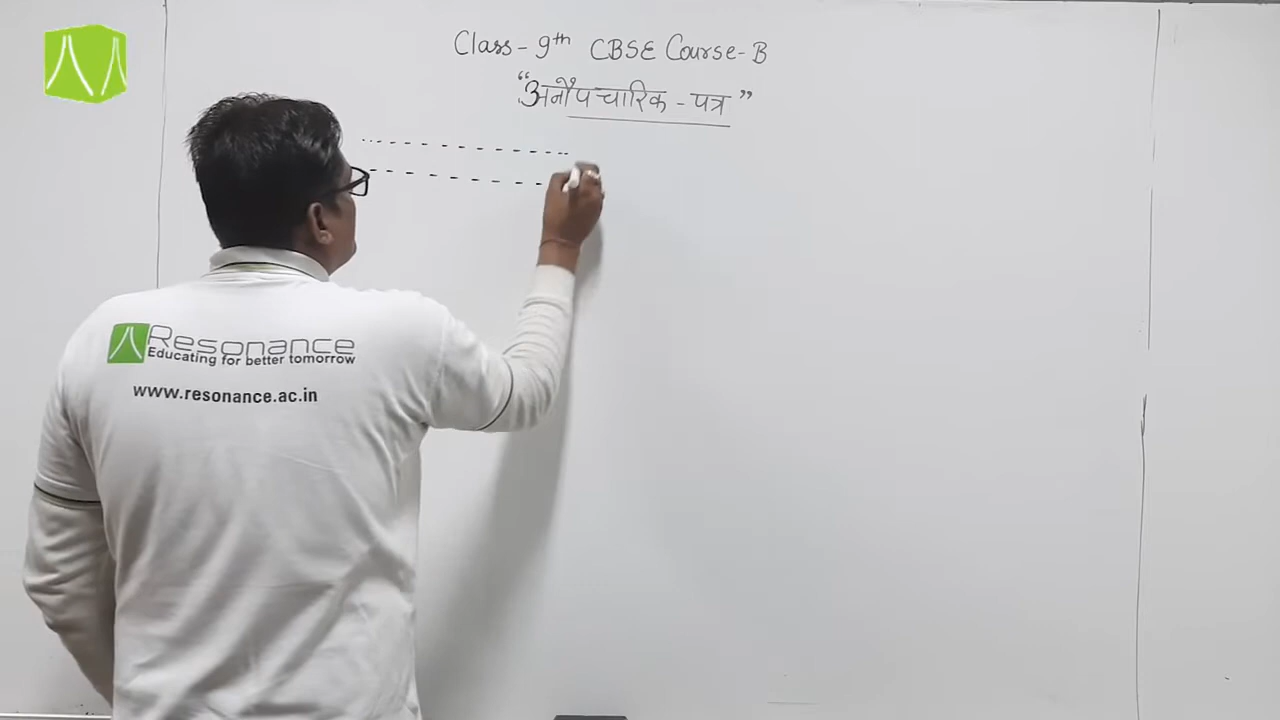 Class - 9th CBSE Course - B
"अनौपचारिक - पत्र"
Resonance
Educating for better tomorrow
www.resonance.ac.in